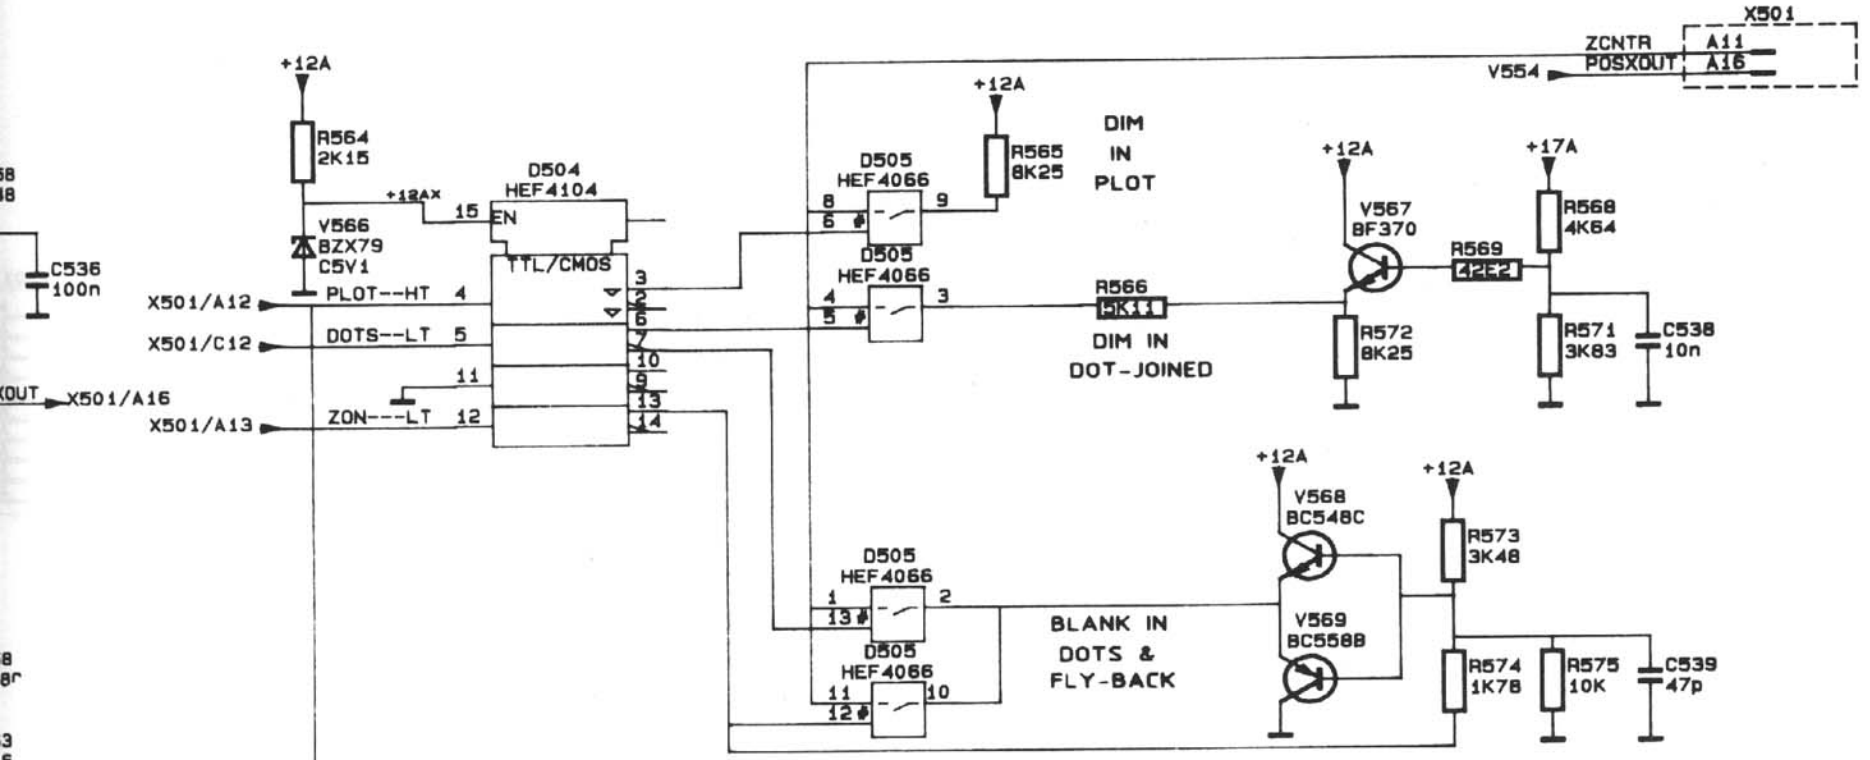 X501
ZCNTR A11
POSXOUT A16
V554
+12A
R564
2K15
D504
HEF4104
+12AX
15 EN
V566
BZX79
C5V1
TTL/CMOS
C536
100n
X501/A12 PLOT--HT 4
X501/C12 DOTS--LT 5
11
XOUT X501/A16
X501/A13 ZON---LT 12
3
2
6
7
10
9
13
14
+12A
R565
8K25
DIM
IN
PLOT
D505
HEF4066
8 9
6 #
D505
HEF4066
4 3
5 #
R566
5K11
DIM IN
DOT-JOINED
+12A
V567
BF370
+17A
R568
4K64
R569
42E2
R572
8K25
R571
3K83
C538
10n
D505
HEF4066
1 2
13 #
D505
HEF4066
11 10
12 #
BLANK IN
DOTS &
FLY-BACK
+12A
V568
BC548C
V569
BC558B
+12A
R573
3K48
R574
1K78
R575
10K
C539
47p